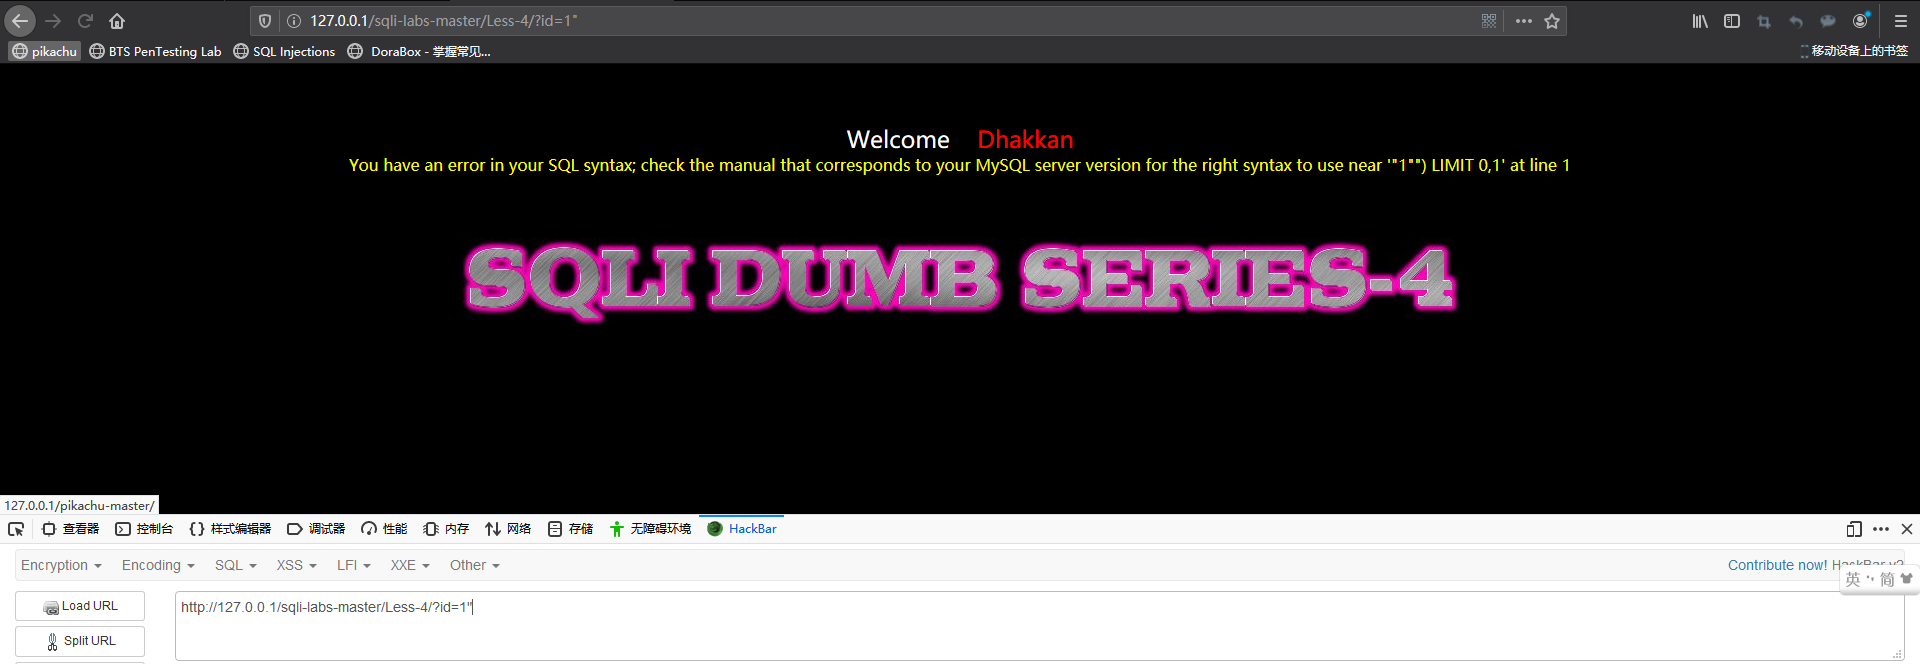 127.0.0.1/sqli-labs-master/Less-4/?id=1"
pikachu BTS PenTesting Lab SQL Injections DoraBox - 掌握常见... 移动设备上的书签
Welcome Dhakkan
You have an error in your SQL syntax; check the manual that corresponds to your MySQL server version for the right syntax to use near '"1"") LIMIT 0,1' at line 1
SQLI DUMB SERIES-4
127.0.0.1/pikachu-master/
查看器 控制台 样式编辑器 调试器 性能 内存 网络 存储 无障碍环境 HackBar
Encryption Encoding SQL XSS LFI XXE Other Contribute now! HackBar v2
英 简
Load URL http://127.0.0.1/sqli-labs-master/Less-4/?id=1"
Split URL